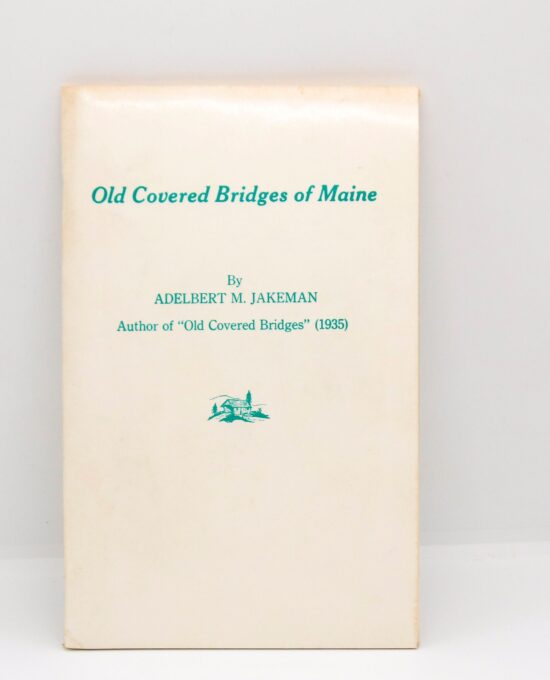 Old Covered Bridges of Maine
By
ADELBERT M. JAKEMAN
Author of "Old Covered Bridges" (1935)